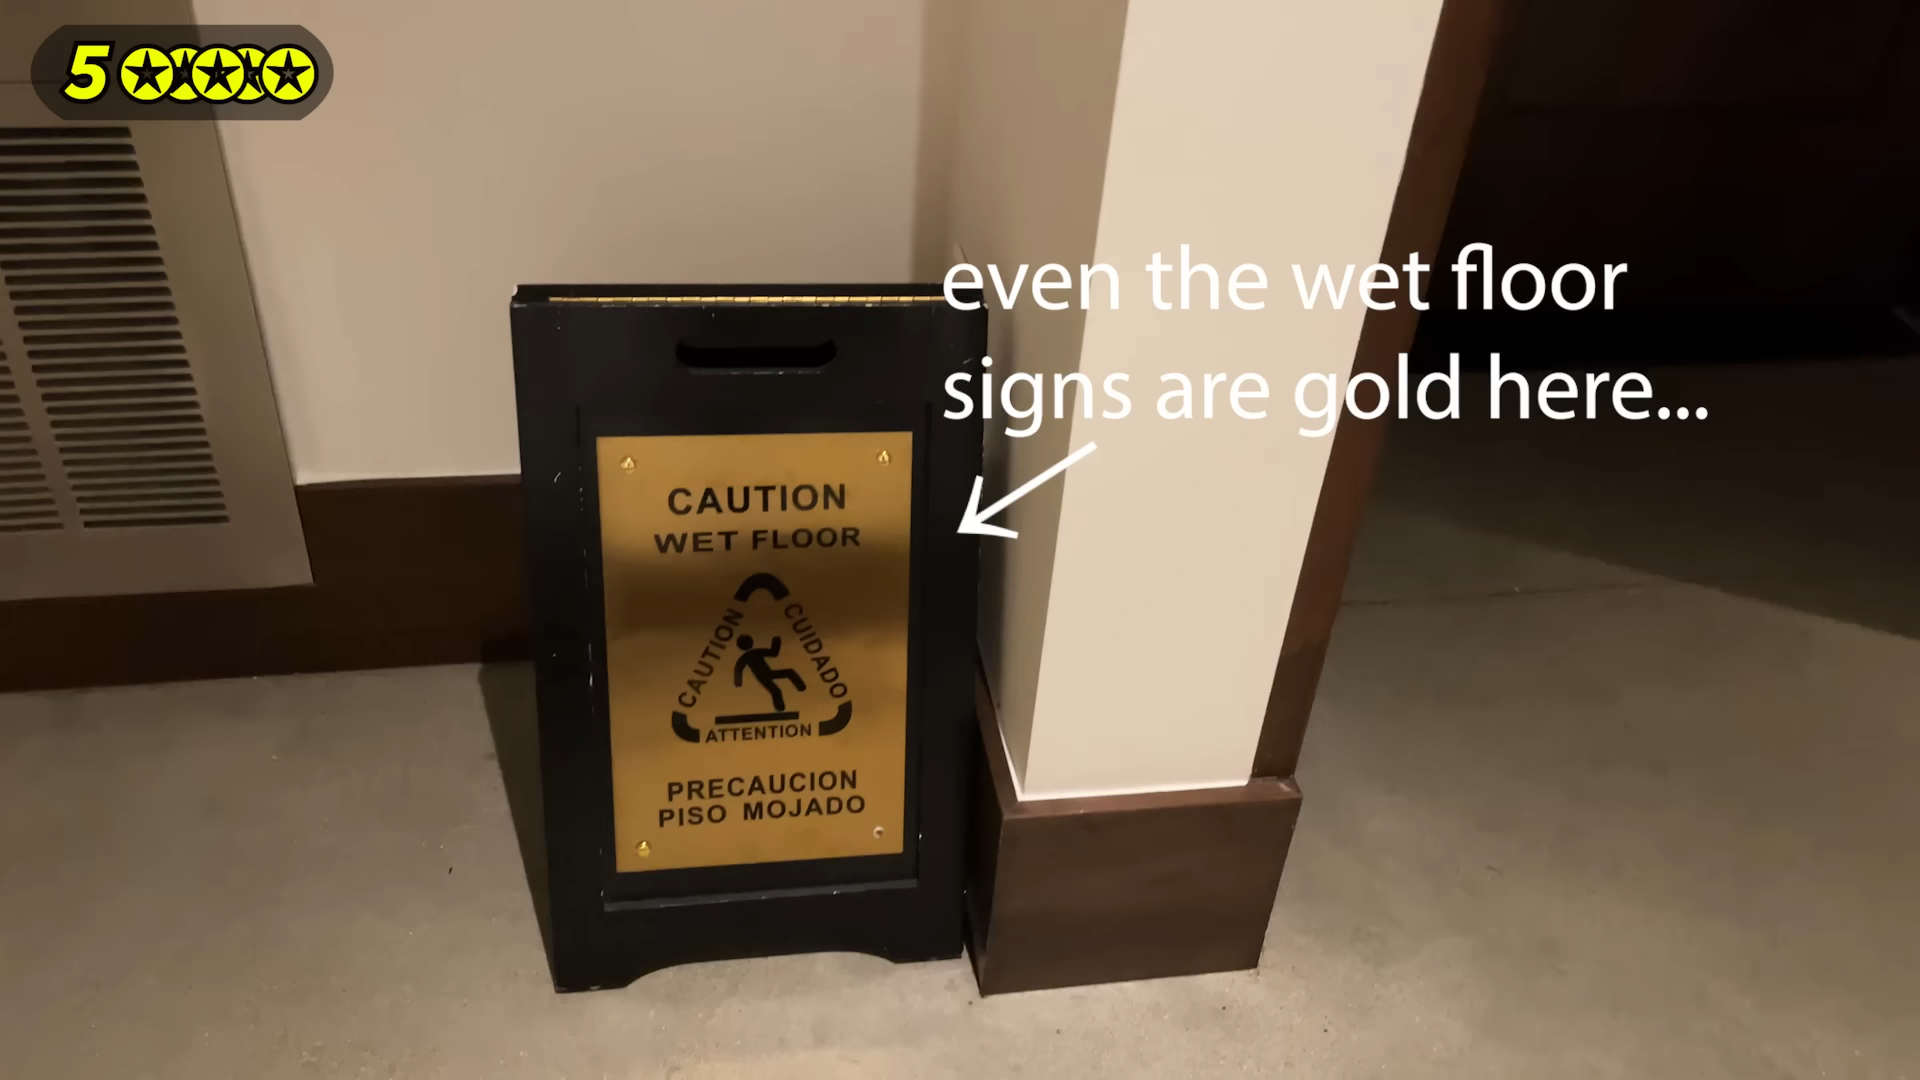 5
even the wet floor
signs are gold here...
CAUTION
WET FLOOR
CAUTION
CUIDADO
ATTENTION
PRECAUCION
PISO MOJADO